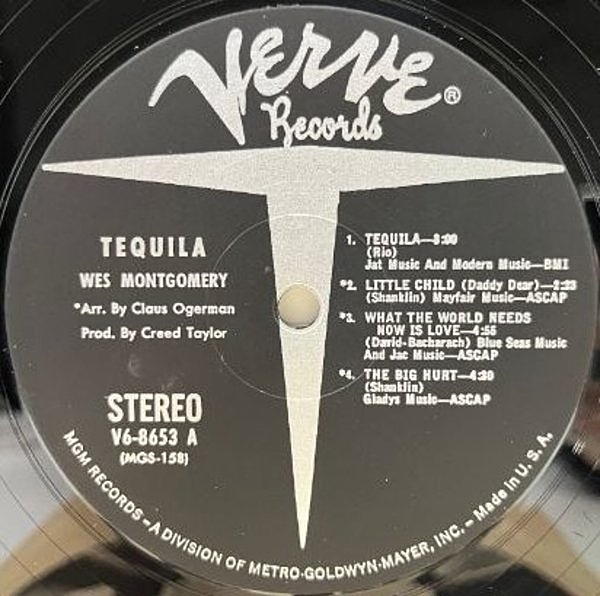 VERVE®
Records
TEQUILA
WES MONTGOMERY
*Arr. By Claus Ogerman
Prod. By Creed Taylor
STEREO
V6-8653 A
(MGS-158)
1. TEQUILA—3:00
(Rio)
Jat Music And Modern Music—BMI
*2. LITTLE CHILD (Daddy Dear)—2:23
(Shanklin) Mayfair Music—ASCAP
*3. WHAT THE WORLD NEEDS
NOW IS LOVE—4:55
(David-Bacharach) Blue Seas Music
And Jac Music—ASCAP
*4. THE BIG HURT—4:20
(Shanklin)
Gladys Music—ASCAP
MGM RECORDS – A DIVISION OF METRO-GOLDWYN-MAYER, INC. – Made in U. S. A.